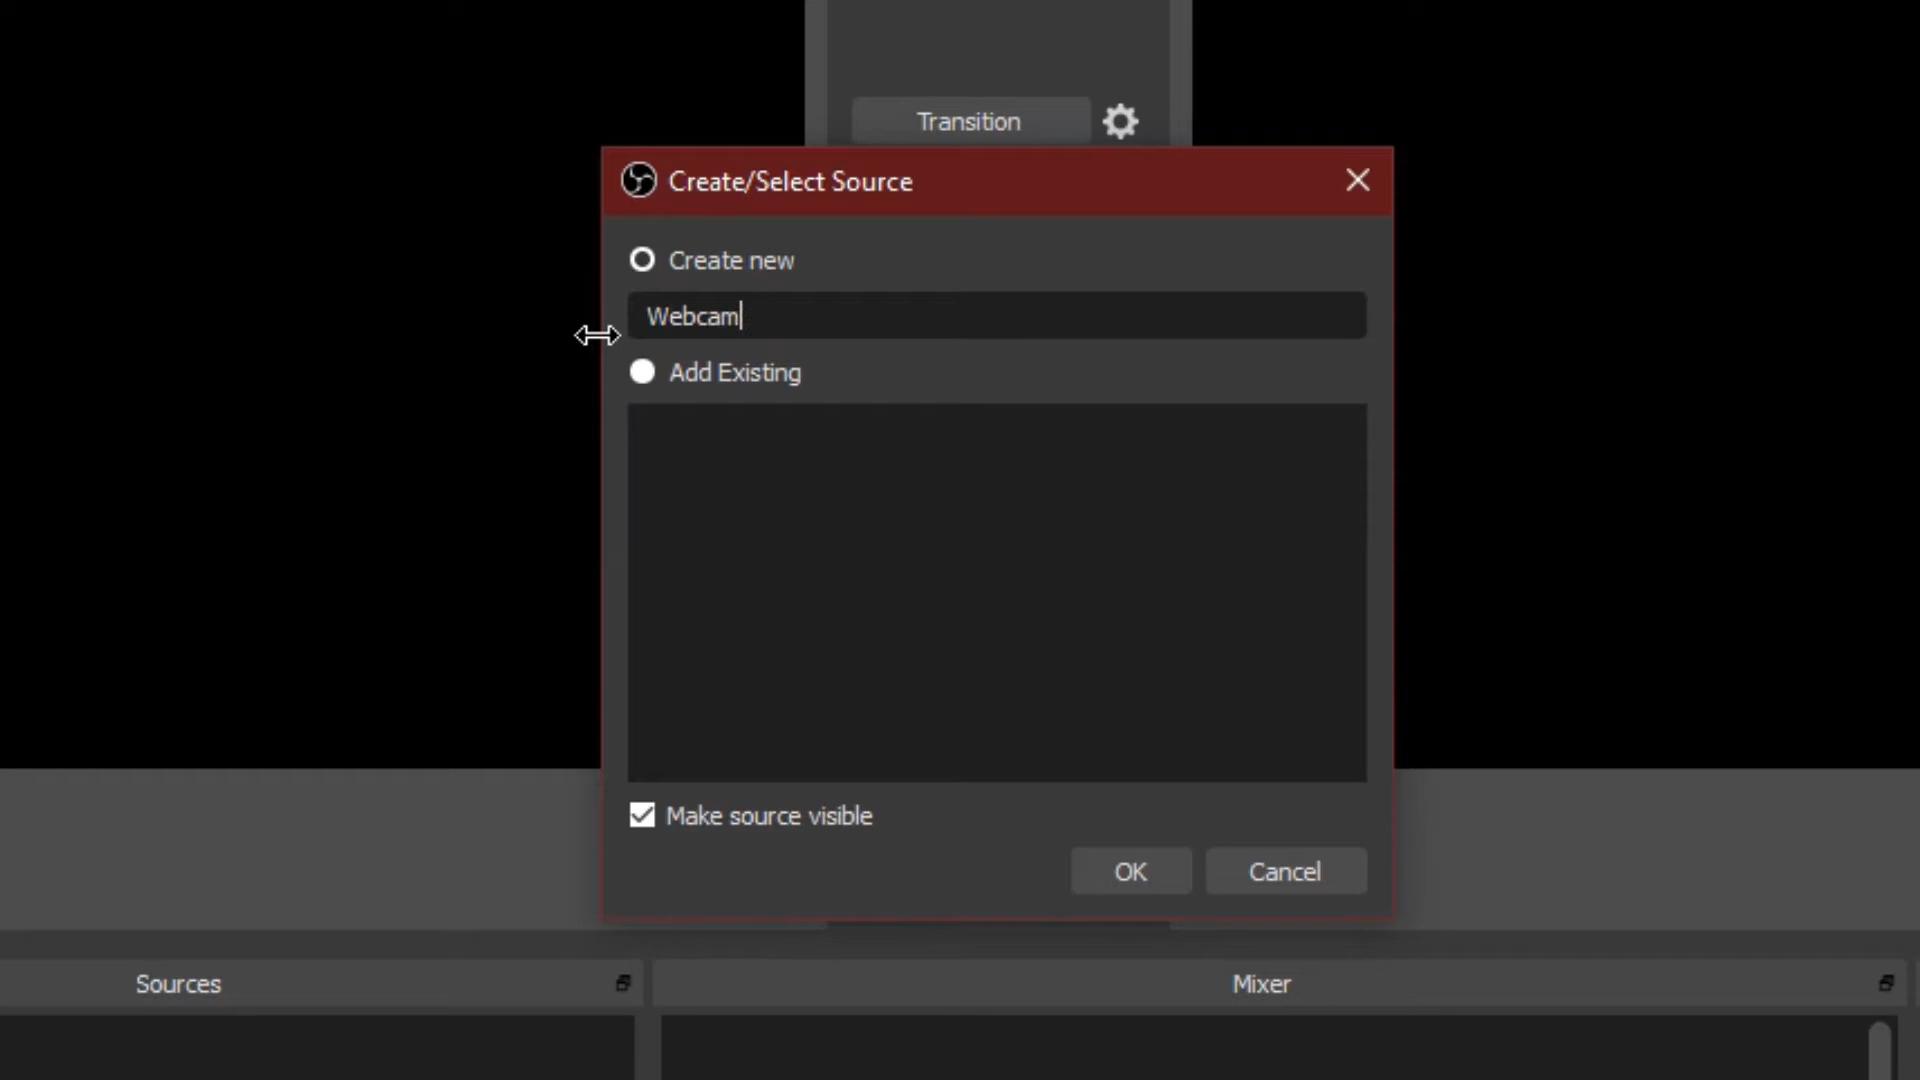 Transition
Create/Select Source
Create new
Webcam
Add Existing
Make source visible
OK
Cancel
Sources
Mixer